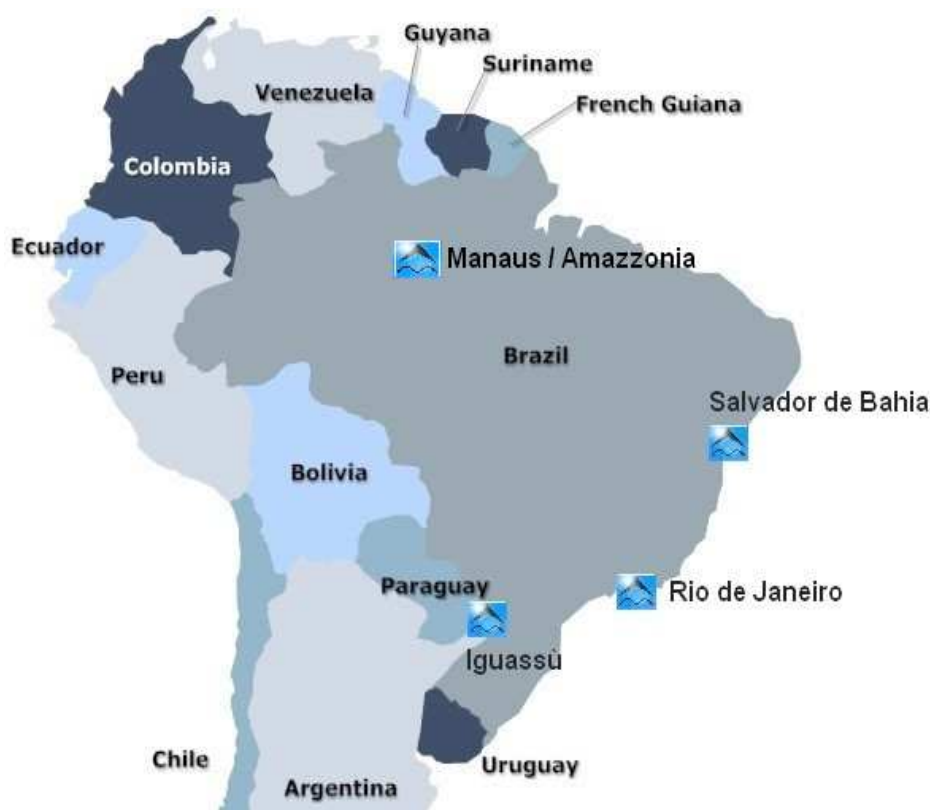 Guyana
Suriname
Venezuela
French Guiana
Colombia
Ecuador
Manaus / Amazzonia
Brazil
Peru
Salvador de Bahia
Bolivia
Paraguay
Rio de Janeiro
Iguassù
Chile
Uruguay
Argentina